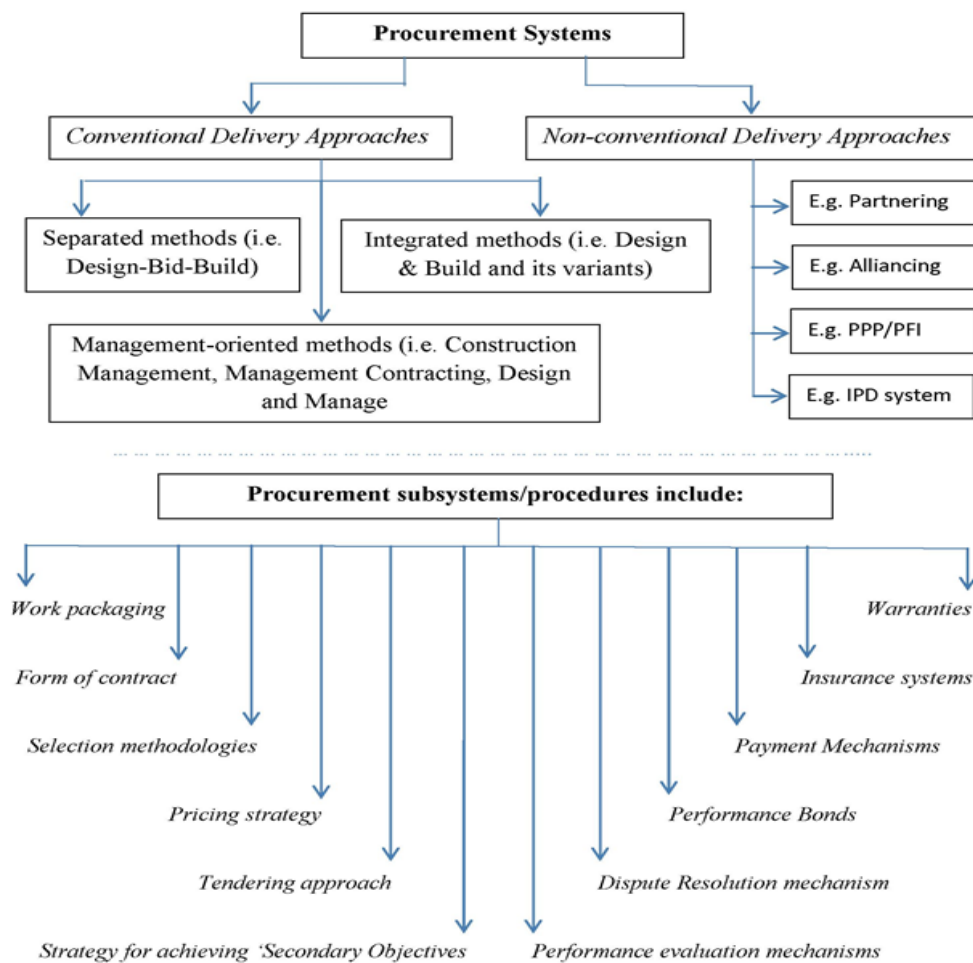 Procurement Systems
Conventional Delivery Approaches
Non-conventional Delivery Approaches
Separated methods (i.e.
Design-Bid-Build)
Integrated methods (i.e. Design
& Build and its variants)
Management-oriented methods (i.e. Construction
Management, Management Contracting, Design
and Manage
E.g. Partnering
E.g. Alliancing
E.g. PPP/PFI
E.g. IPD system
Procurement subsystems/procedures include:
Work packaging
Warranties
Form of contract
Insurance systems
Selection methodologies
Payment Mechanisms
Pricing strategy
Performance Bonds
Tendering approach
Dispute Resolution mechanism
Strategy for achieving ‘Secondary Objectives
Performance evaluation mechanisms